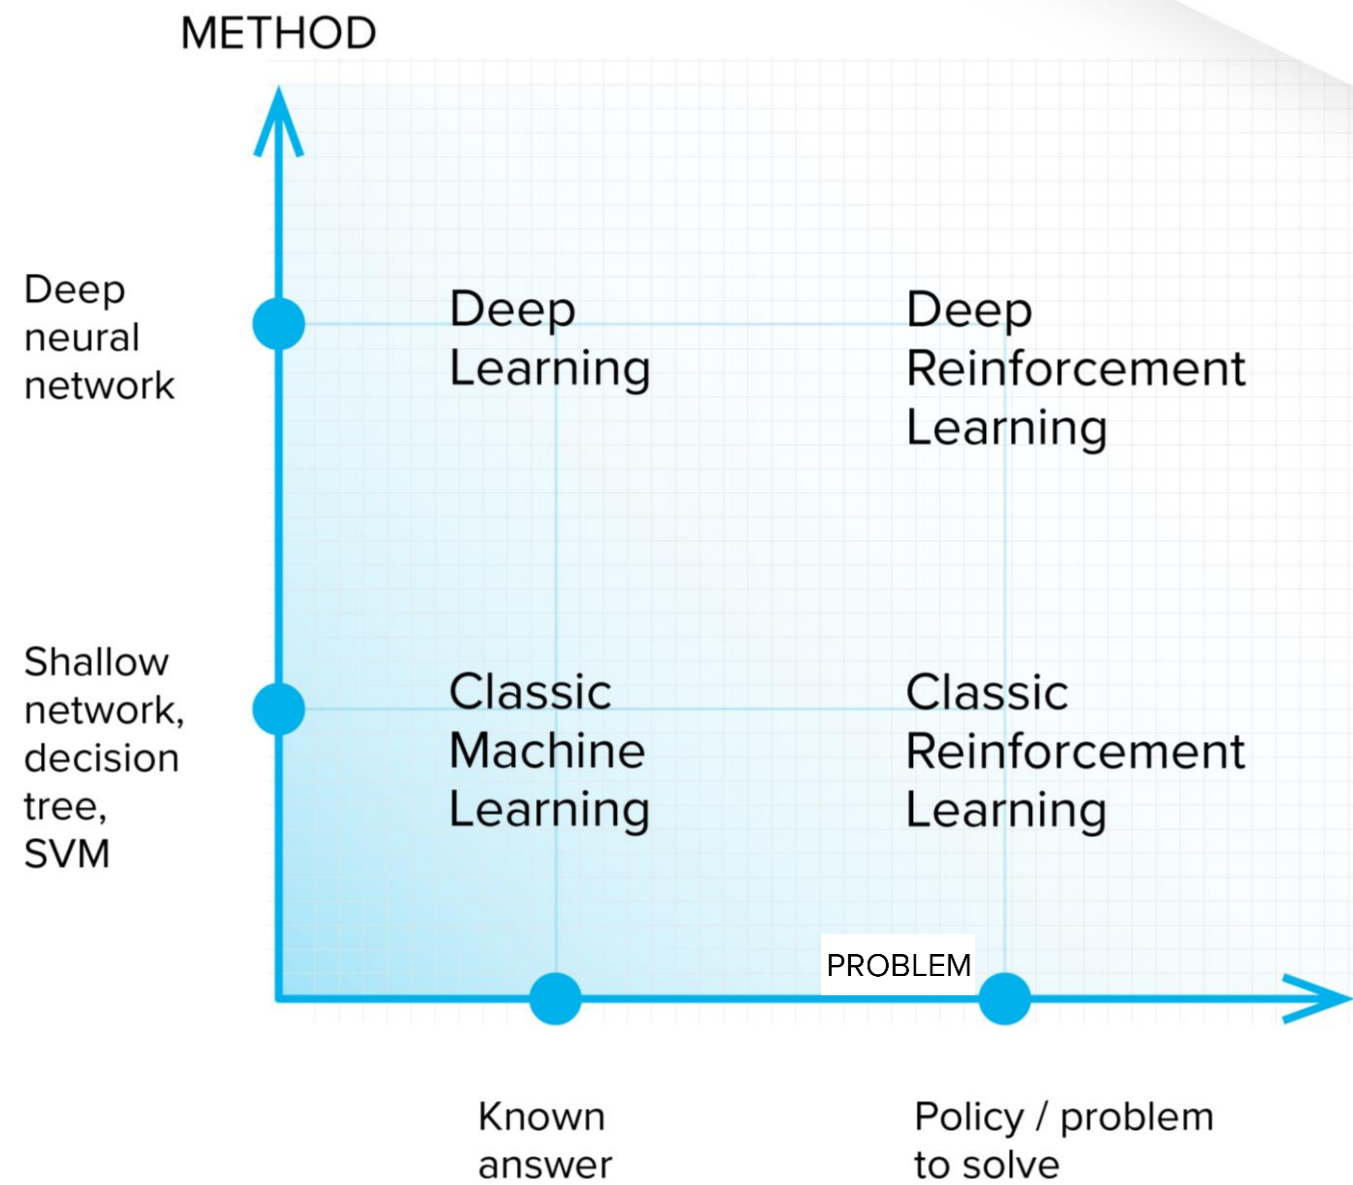 METHOD
Deep
neural
network
Deep
Learning
Deep
Reinforcement
Learning
Shallow
network,
decision
tree,
SVM
Classic
Machine
Learning
Classic
Reinforcement
Learning
PROBLEM
Known
answer
Policy / problem
to solve